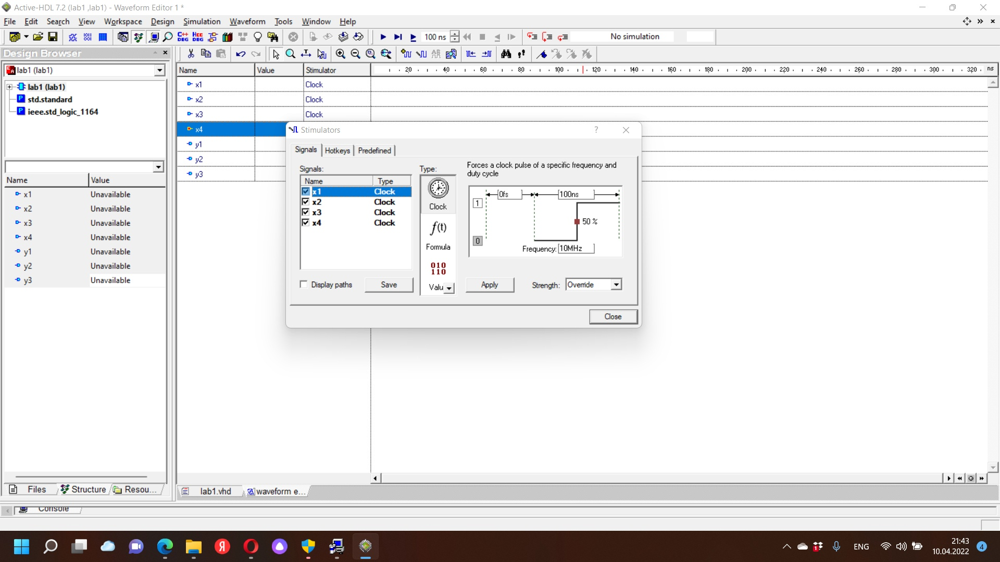 Active-HDL 7.2 (lab1 ,lab1) - Waveform Editor 1 *
File Edit Search View Workspace Design Simulation Waveform Tools Window Help
C++ DBG HCC DBG 100 ns No simulation
Design Browser
lab1 (lab1)
lab1 (lab1)
std.standard
ieee.std_logic_1164
Name Value
x1 Unavailable
x2 Unavailable
x3 Unavailable
x4 Unavailable
y1 Unavailable
y2 Unavailable
y3 Unavailable
Files Structure Resou...
Name Value Stimulator 20 40 60 80 100 120 140 160 180 200 220 240 260 280 300 320 ns
x1 Clock
x2 Clock
x3 Clock
x4
y1
y2
y3
Stimulators ?
Signals Hotkeys Predefined
Signals:
Name Type
x1 Clock
x2 Clock
x3 Clock
x4 Clock
Display paths Save
Type:
Clock
f(t)
Formula
010
110
Valu
Forces a clock pulse of a specific frequency and
duty cycle
0fs 100ns
1
50 %
0
Frequency: 10MHz
Apply Strength: Override
Close
lab1.vhd waveform e...
Console
Я 1 ENG 21:43
10.04.2022 4